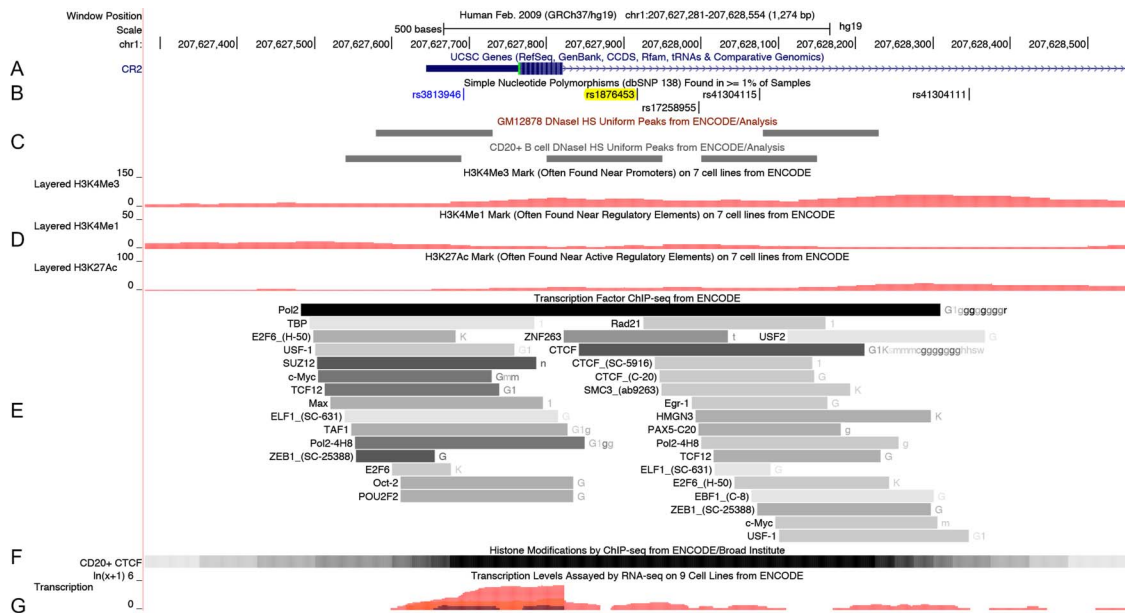 Window Position Human Feb. 2009 (GRCh37/hg19) chr1:207,627,281-207,628,554 (1,274 bp)
Scale 500 bases hg19
chr1: 207,627,400 207,627,500 207,627,600 207,627,700 207,627,800 207,627,900 207,628,000 207,628,100 207,628,200 207,628,300 207,628,400 207,628,500
UCSC Genes (RefSeq, GenBank, CCDS, Rfam, tRNAs & Comparative Genomics)
A CR2
Simple Nucleotide Polymorphisms (dbSNP 138) Found in >= 1% of Samples
B rs3813946 rs1876453 rs41304115 rs41304111
rs17258955
GM12878 DNaseI HS Uniform Peaks from ENCODE/Analysis
C
CD20+ B cell DNaseI HS Uniform Peaks from ENCODE/Analysis
150 H3K4Me3 Mark (Often Found Near Promoters) on 7 cell lines from ENCODE
Layered H3K4Me3
0
50 H3K4Me1 Mark (Often Found Near Regulatory Elements) on 7 cell lines from ENCODE
D Layered H3K4Me1
0
100 H3K27Ac Mark (Often Found Near Active Regulatory Elements) on 7 cell lines from ENCODE
Layered H3K27Ac
0
Transcription Factor ChIP-seq from ENCODE
Pol2
TBP 1 Rad21 1
E2F6_(H-50) K ZNF263 t USF2 G
USF-1 G1 CTCF
SUZ12 n CTCF_(SC-5916) 1
c-Myc Gmm CTCF_(C-20) G
TCF12 G1 SMC3_(ab9263) K
Max 1 Egr-1 G
E ELF1_(SC-631) G HMGN3 K
TAF1 G1g PAX5-C20 g
Pol2-4H8 G1gg Pol2-4H8 g
ZEB1_(SC-25388) G TCF12 G
E2F6 K ELF1_(SC-631) G
Oct-2 G E2F6_(H-50) K
POU2F2 G EBF1_(C-8) G
ZEB1_(SC-25388) G
c-Myc m
USF-1 G1
F Histone Modifications by ChIP-seq from ENCODE/Broad Institute
CD20+ CTCF
ln(x+1) 6 Transcription Levels Assayed by RNA-seq on 9 Cell Lines from ENCODE
Transcription
G 0